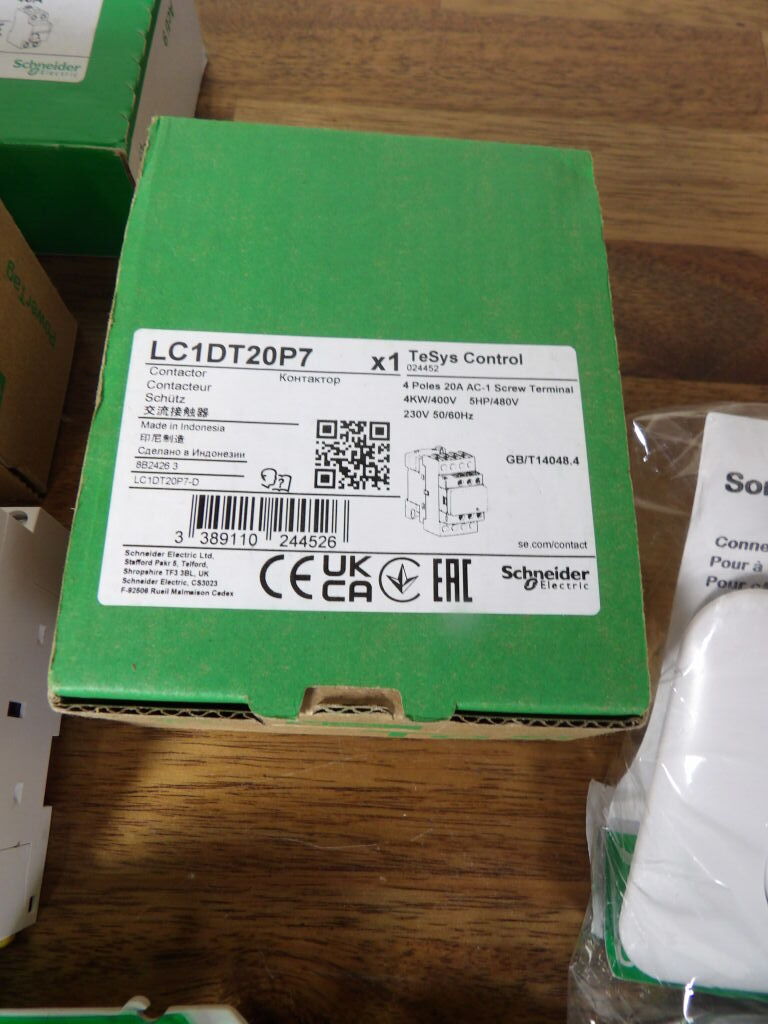 Schneider
Electric
Acti 9
PowerTag
LC1DT20P7
x1
TeSys Control
024452
Contactor
Контактор
Contacteur
Schütz
交流接触器
4 Poles 20A AC-1 Screw Terminal
4KW/400V 5HP/480V
230V 50/60Hz
Made in Indonesia
印尼制造
Сделано в Индонезии
8B2426 3
LC1DT20P7-D
GB/T14048.4
3 389110 244526
se.com/contact
Schneider Electric Ltd,
Stafford Pakr 5, Telford,
Shropshire TF3 3BL, UK
Schneider Electric, CS3023
F-92506 Rueil Malmaison Cedex
CE UK CA EAC
Schneider
Electric
Conne
Pour à
Pour